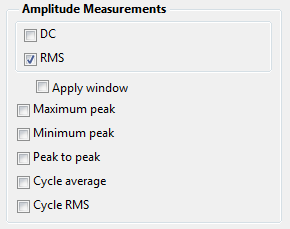 Amplitude Measurements
DC
RMS
Apply window
Maximum peak
Minimum peak
Peak to peak
Cycle average
Cycle RMS